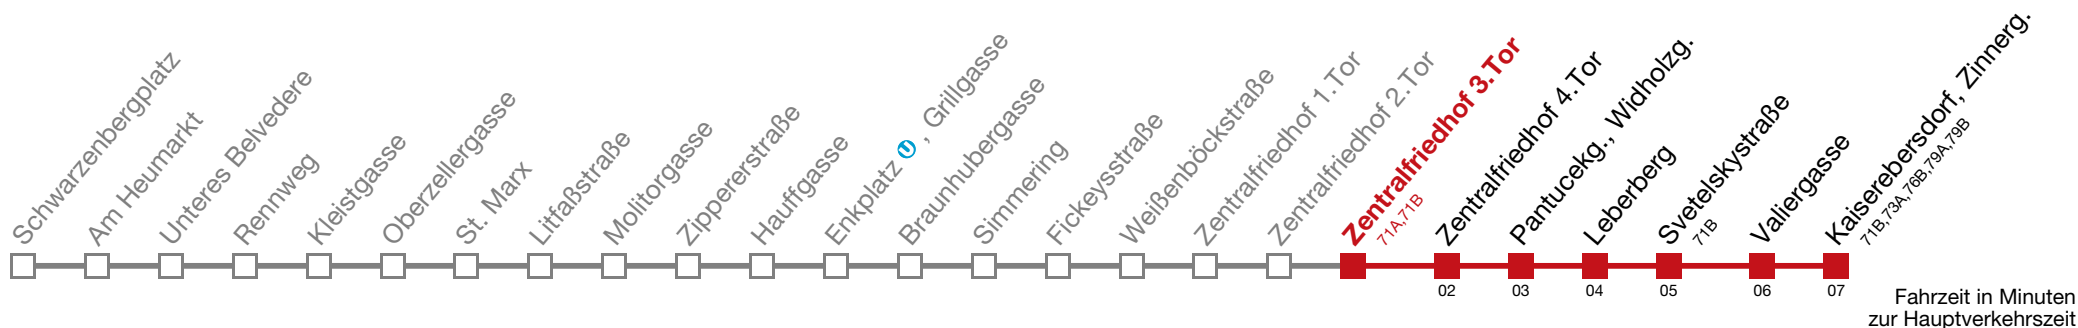 Schwarzenbergplatz
Am Heumarkt
Unteres Belvedere
Rennweg
Kleistgasse
Oberzellergasse
St. Marx
Litfaßstraße
Molitorgasse
Zippererstraße
Hauffgasse
Enkplatz U , Grillgasse
Braunhubergasse
Simmering
Fickeysstraße
Weißenböckstraße
Zentralfriedhof 1.Tor
Zentralfriedhof 2.Tor
Zentralfriedhof 3.Tor
71A,71B
Zentralfriedhof 4.Tor
Pantucekg., Widholzg.
Leberberg
Svetelskystraße
71B
Valiergasse
Kaiserebersdorf, Zinnerg.
71B,73A,76B,79A,79B
02 03 04 05 06 07
Fahrzeit in Minuten
zur Hauptverkehrszeit